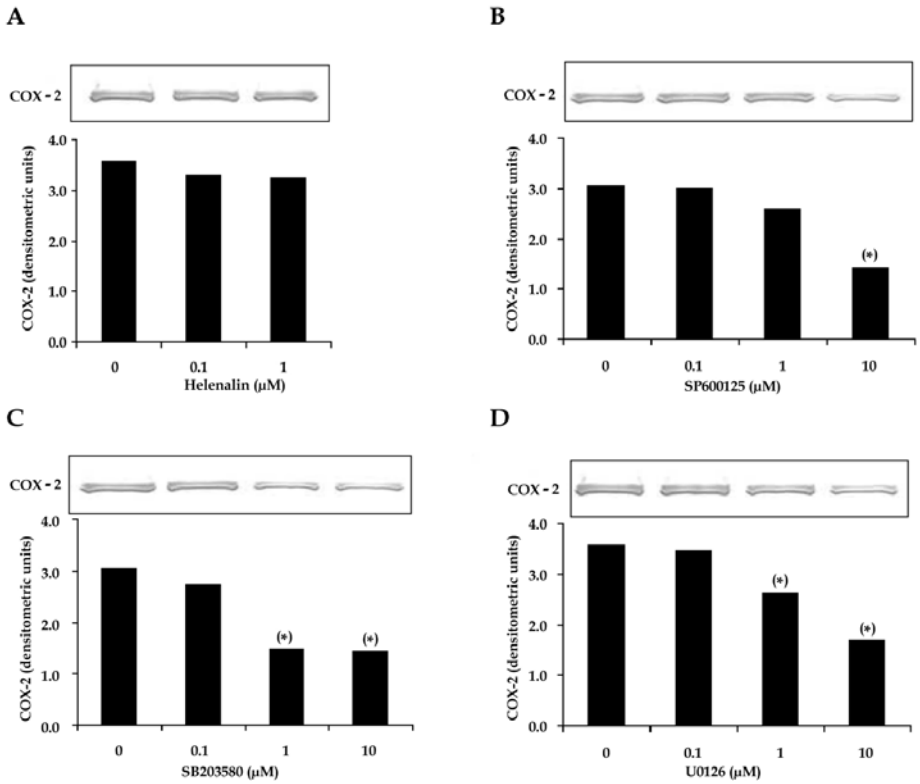 A
COX - 2
COX-2 (densitometric units)
4.0
3.0
2.0
1.0
0.0
0 0.1 1
Helenalin (µM)
B
COX - 2
COX-2 (densitometric units)
4.0
3.0
2.0
1.0
0.0
(*)
0 0.1 1 10
SP600125 (µM)
C
COX - 2
COX-2 (densitometric units)
4.0
3.0
2.0
1.0
0.0
(*) (*)
0 0.1 1 10
SB203580 (µM)
D
COX - 2
COX-2 (densitometric units)
4.0
3.0
2.0
1.0
0.0
(*)
(*)
0 0.1 1 10
U0126 (µM)